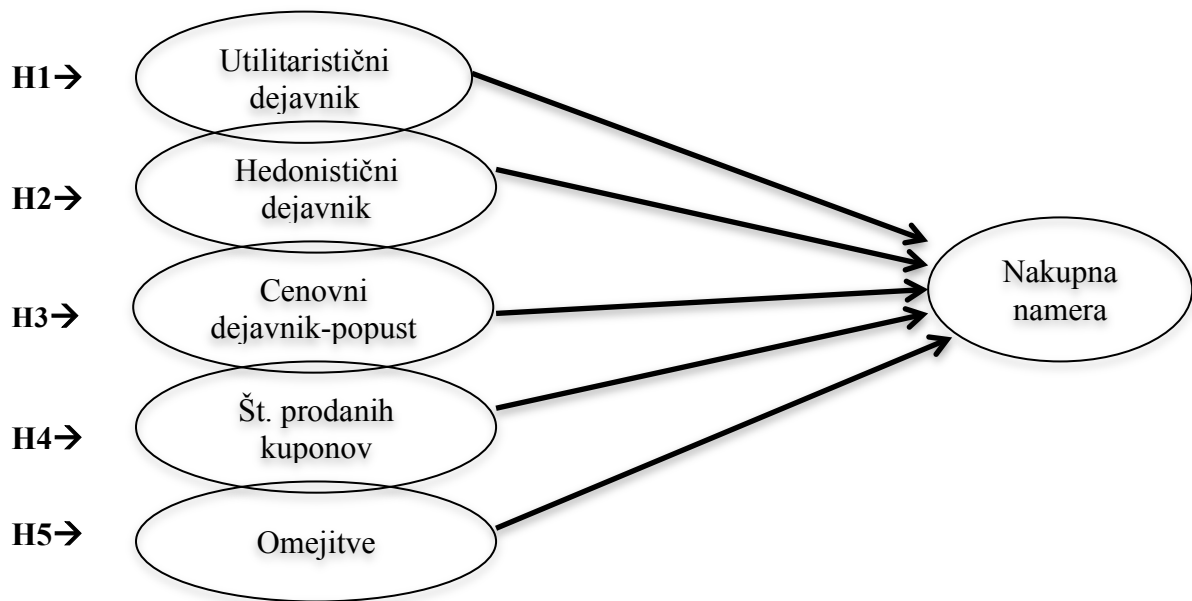 H1→
Utilitaristični
dejavnik
H2→
Hedonistični
dejavnik
H3→
Cenovni
dejavnik-popust
H4→
Št. prodanih
kuponov
H5→
Omejitve
Nakupna
namera